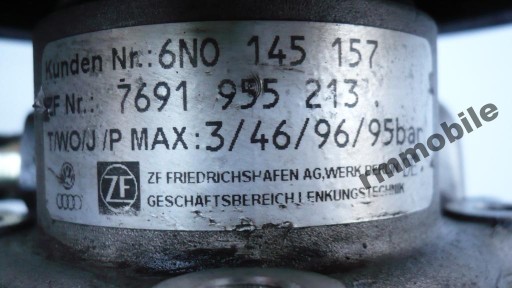 Kunden Nr.: 6N0 145 157
ZF Nr.: 7691 955 213
T/WO/J /P MAX: 3/46/96/95bar
ZF
ZF FRIEDRICHSHAFEN AG, WERK
GESCHÄFTSBEREICH LENKUNGSTECHNIK
mmobile